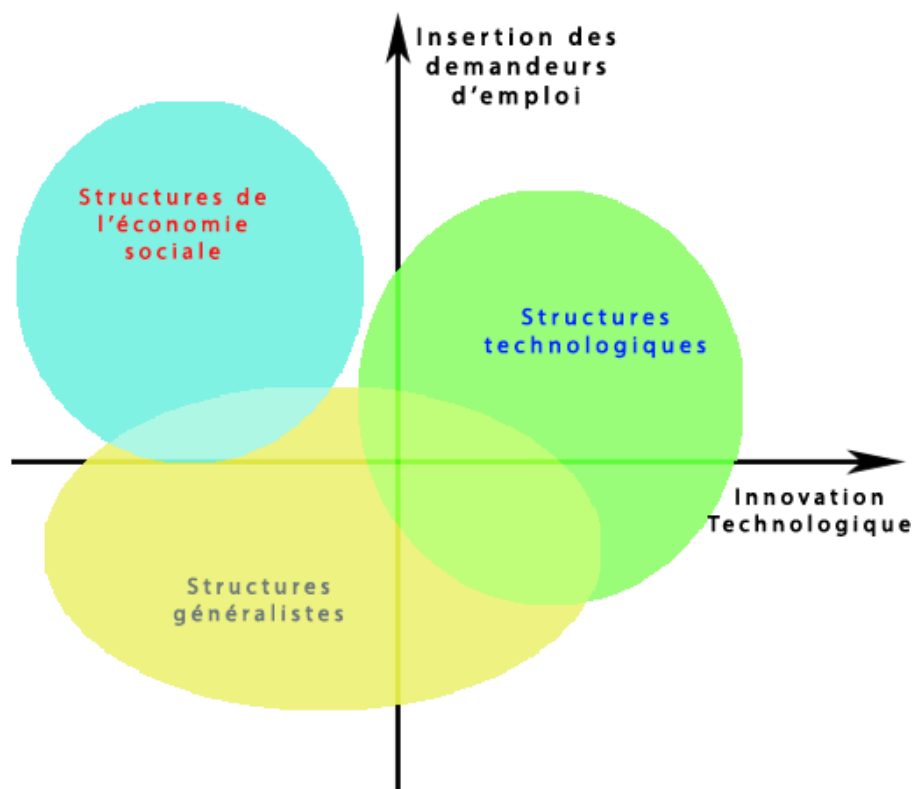 Insertion des
demandeurs
d'emploi
Structures de
l'économie
sociale
Structures
technologiques
Innovation
Technologique
Structures
généralistes